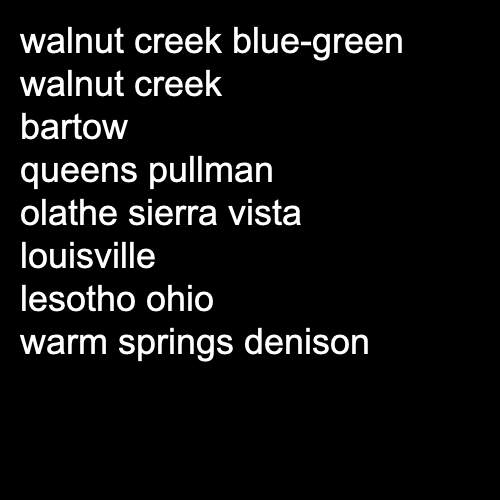 walnut creek blue-green
walnut creek
bartow
queens pullman
olathe sierra vista
louisville
lesotho ohio
warm springs denison